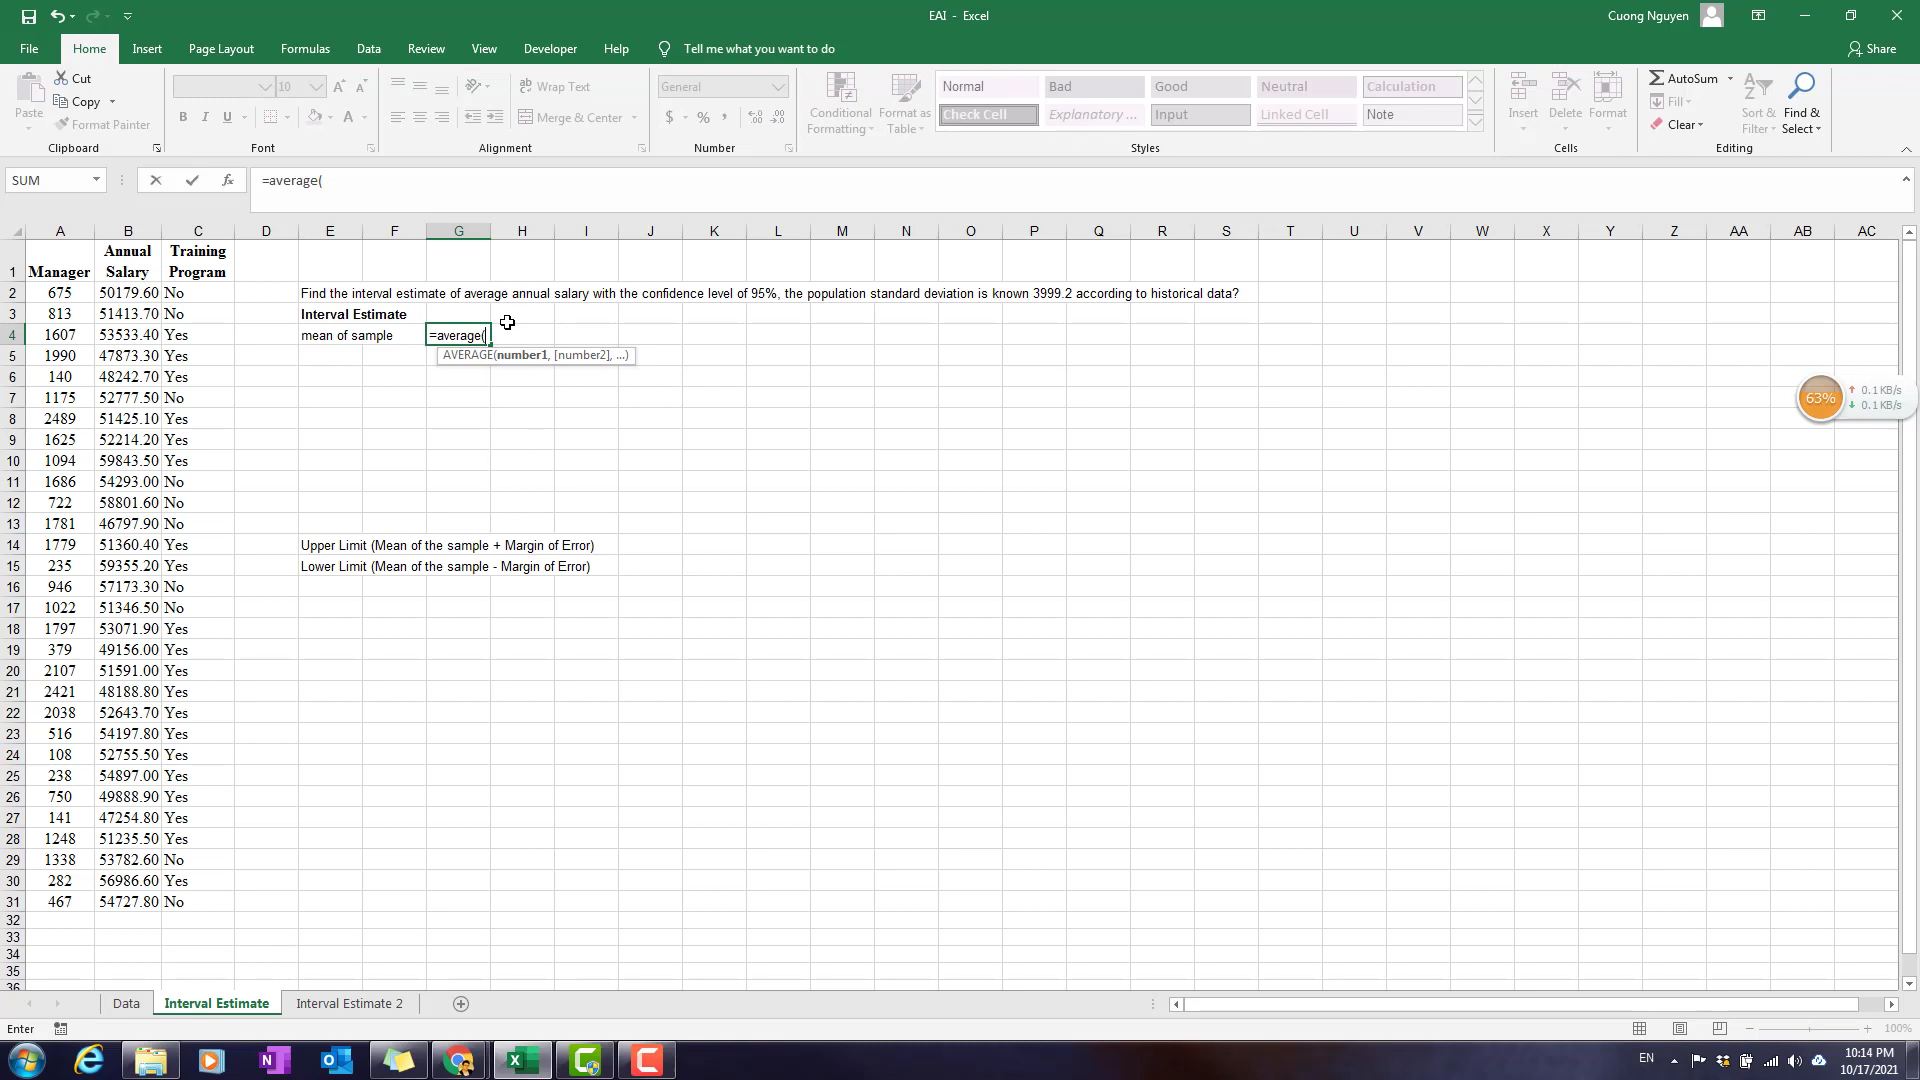 EAI - Excel
Cuong Nguyen
File Home Insert Page Layout Formulas Data Review View Developer Help Tell me what you want to do Share
Paste
Cut
Copy
Format Painter
Clipboard
10
B I U
Font
Wrap Text
Merge & Center
Alignment
General
$ % ,
Number
Conditional Formatting
Format as Table
Normal Bad Good Neutral Calculation
Check Cell Explanatory ... Input Linked Cell Note
Styles
Insert Delete Format
Cells
AutoSum
Fill
Clear
Sort & Filter
Find & Select
Editing
SUM fx =average(
A B C D E F G H I J K L M N O P Q R S T U V W X Y Z AA AB AC
1 Manager Annual Salary Training Program
2 675 50179.60 No Find the interval estimate of average annual salary with the confidence level of 95%, the population standard deviation is known 3999.2 according to historical data?
3 813 51413.70 No Interval Estimate
4 1607 53533.40 Yes mean of sample =average(
AVERAGE(number1, [number2], ...)
5 1990 47873.30 Yes
6 140 48242.70 Yes
7 1175 52777.50 No
8 2489 51425.10 Yes
9 1625 52214.20 Yes
10 1094 59843.50 Yes
11 1686 54293.00 No
12 722 58801.60 No
13 1781 46797.90 No
14 1779 51360.40 Yes Upper Limit (Mean of the sample + Margin of Error)
15 235 59355.20 Yes Lower Limit (Mean of the sample - Margin of Error)
16 946 57173.30 No
17 1022 51346.50 No
18 1797 53071.90 Yes
19 379 49156.00 Yes
20 2107 51591.00 Yes
21 2421 48188.80 Yes
22 2038 52643.70 Yes
23 516 54197.80 Yes
24 108 52755.50 Yes
25 238 54897.00 Yes
26 750 49888.90 Yes
27 141 47254.80 Yes
28 1248 51235.50 Yes
29 1338 53782.60 No
30 282 56986.60 Yes
31 467 54727.80 No
32
33
34
35
36
63% 0.1KB/s
0.1KB/s
Data Interval Estimate Interval Estimate 2
Enter
100%
EN
10:14 PM
10/17/2021